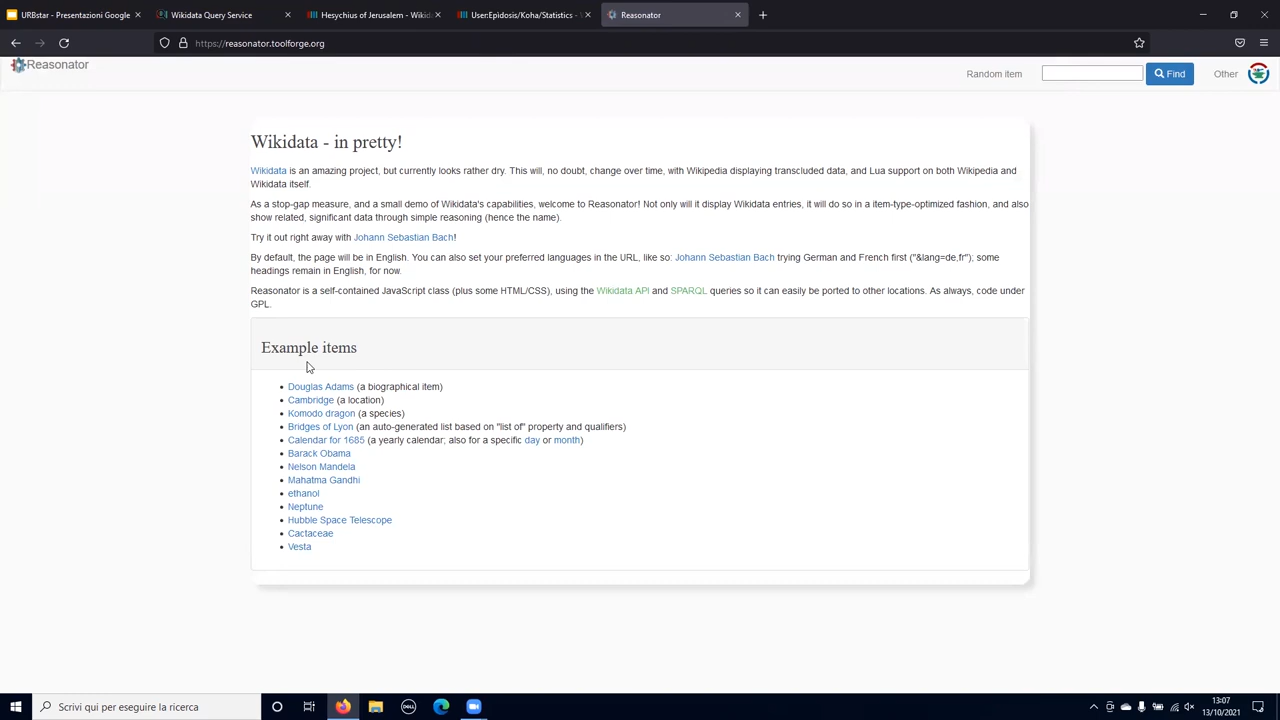 URBstar - Presentazioni Google
Wikidata Query Service
Hesychius of Jerusalem - Wikid
User:Epidosis/Koha/Statistics -
Reasonator
https://reasonator.toolforge.org
Reasonator
Random item
Find
Other
Wikidata - in pretty!
Wikidata is an amazing project, but currently looks rather dry. This will, no doubt, change over time, with Wikipedia displaying transcluded data, and Lua support on both Wikipedia and
Wikidata itself.
As a stop-gap measure, and a small demo of Wikidata's capabilities, welcome to Reasonator! Not only will it display Wikidata entries, it will do so in a item-type-optimized fashion, and also
show related, significant data through simple reasoning (hence the name).
Try it out right away with Johann Sebastian Bach!
By default, the page will be in English. You can also set your preferred languages in the URL, like so: Johann Sebastian Bach trying German and French first ("&lang=de,fr"); some
headings remain in English, for now.
Reasonator is a self-contained JavaScript class (plus some HTML/CSS), using the Wikidata API and SPARQL queries so it can easily be ported to other locations. As always, code under
GPL.
Example items
Douglas Adams (a biographical item)
Cambridge (a location)
Komodo dragon (a species)
Bridges of Lyon (an auto-generated list based on "list of" property and qualifiers)
Calendar for 1685 (a yearly calendar; also for a specific day or month)
Barack Obama
Nelson Mandela
Mahatma Gandhi
ethanol
Neptune
Hubble Space Telescope
Cactaceae
Vesta
Scrivi qui per eseguire la ricerca
DELL
13:07
13/10/2021